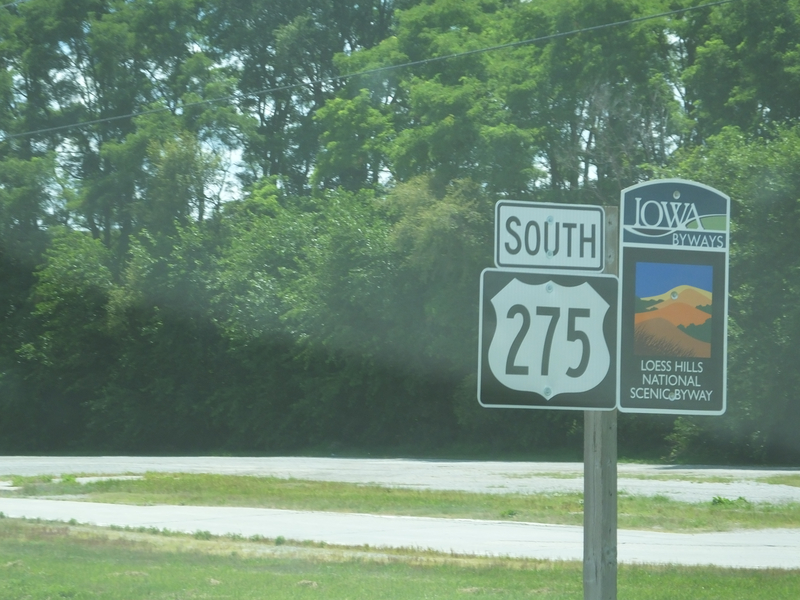 SOUTH
275
IOWA
BYWAYS
LOESS HILLS
NATIONAL
SCENIC BYWAY